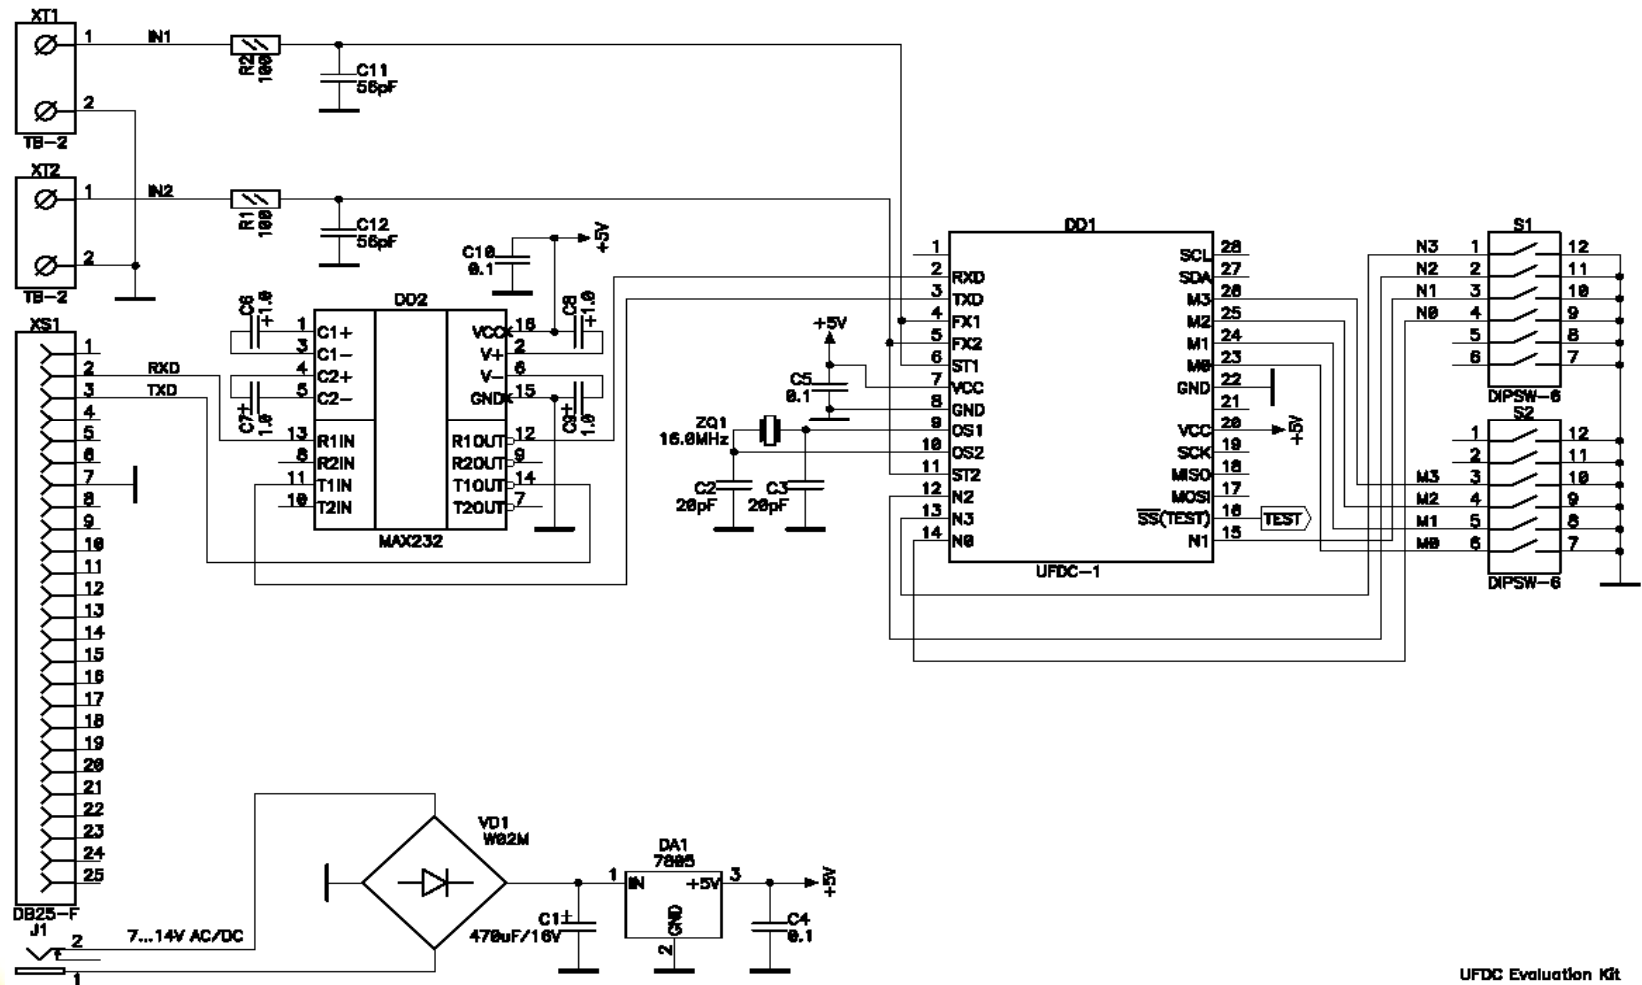 XT1
1 IN1
R2
100
C11
56pF
2
TB-2
XT2
1 IN2
R1
100
C12
56pF
2
TB-2
C10
0.1
+5V
XS1
1
2 RXD
3 TXD
4
5
6
7
8
9
10
11
12
13
14
15
16
17
18
19
20
21
22
23
24
25
DB25-F
DD2
C6
+1.0
C7+
1.0
C8
+1.0
C9+
1.0
1 C1+
3 C1-
4 C2+
5 C2-
13 R1IN
8 R2IN
11 T1IN
10 T2IN
VCC 16
V+ 2
V- 6
GND 15
R1OUT 12
R2OUT 9
T1OUT 14
T2OUT 7
MAX232
+5V
C5
0.1
ZQ1
16.0MHz
C2
20pF
C3
20pF
DD1
1
2 RXD
3 TXD
4 FX1
5 FX2
6 ST1
7 VCC
8 GND
9 OS1
10 OS2
11 ST2
12 N2
13 N3
14 N0
SCL 28
SDA 27
M3 26
M2 25
M1 24
M0 23
GND 22
21
VCC 20
+5V
SCK 19
MISO 18
MOSI 17
SS(TEST) 16 TEST
N1 15
UFDC-1
S1
N3 1 12
N2 2 11
N1 3 10
N0 4 9
5 8
6 7
DIPSW-6
S2
1 12
2 11
M3 3 10
M2 4 9
M1 5 8
M0 6 7
DIPSW-6
J1
2 7...14V AC/DC
1
VD1
W02M
C1+
470uF/16V
DA1
7805
1 IN +5V 3
GND
2
+5V
C4
0.1
UFDC Evaluation Kit